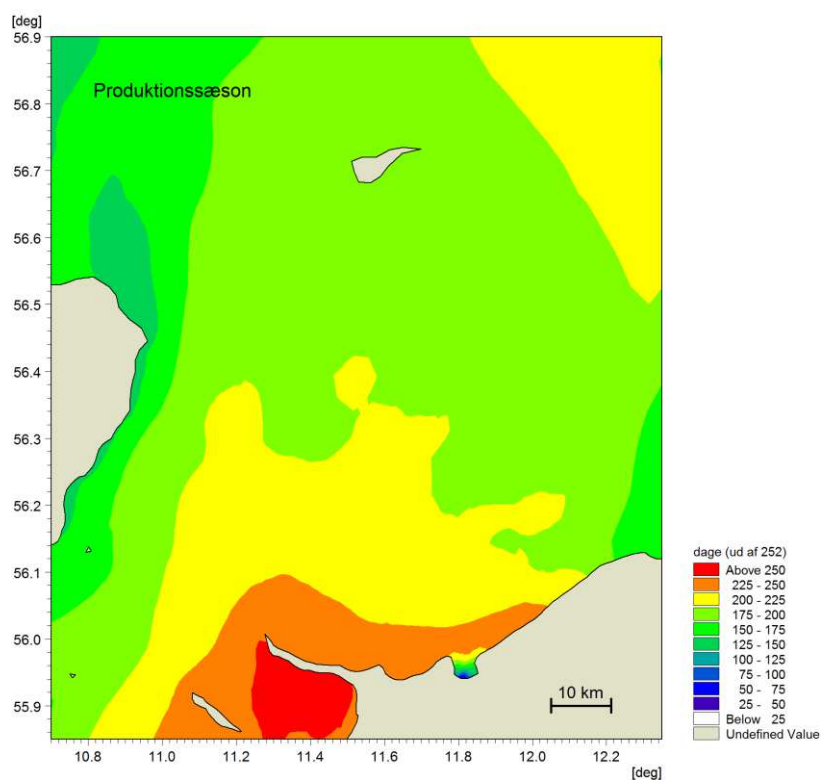 [deg]
56.9
Produktionssæson
56.8
56.7
56.6
56.5
56.4
56.3
56.2
56.1
56.0
55.9
10 km
10.8 11.0 11.2 11.4 11.6 11.8 12.0 12.2
[deg]
dage (ud af 252)
Above 250
225 - 250
200 - 225
175 - 200
150 - 175
125 - 150
100 - 125
75 - 100
50 - 75
25 - 50
Below 25
Undefined Value